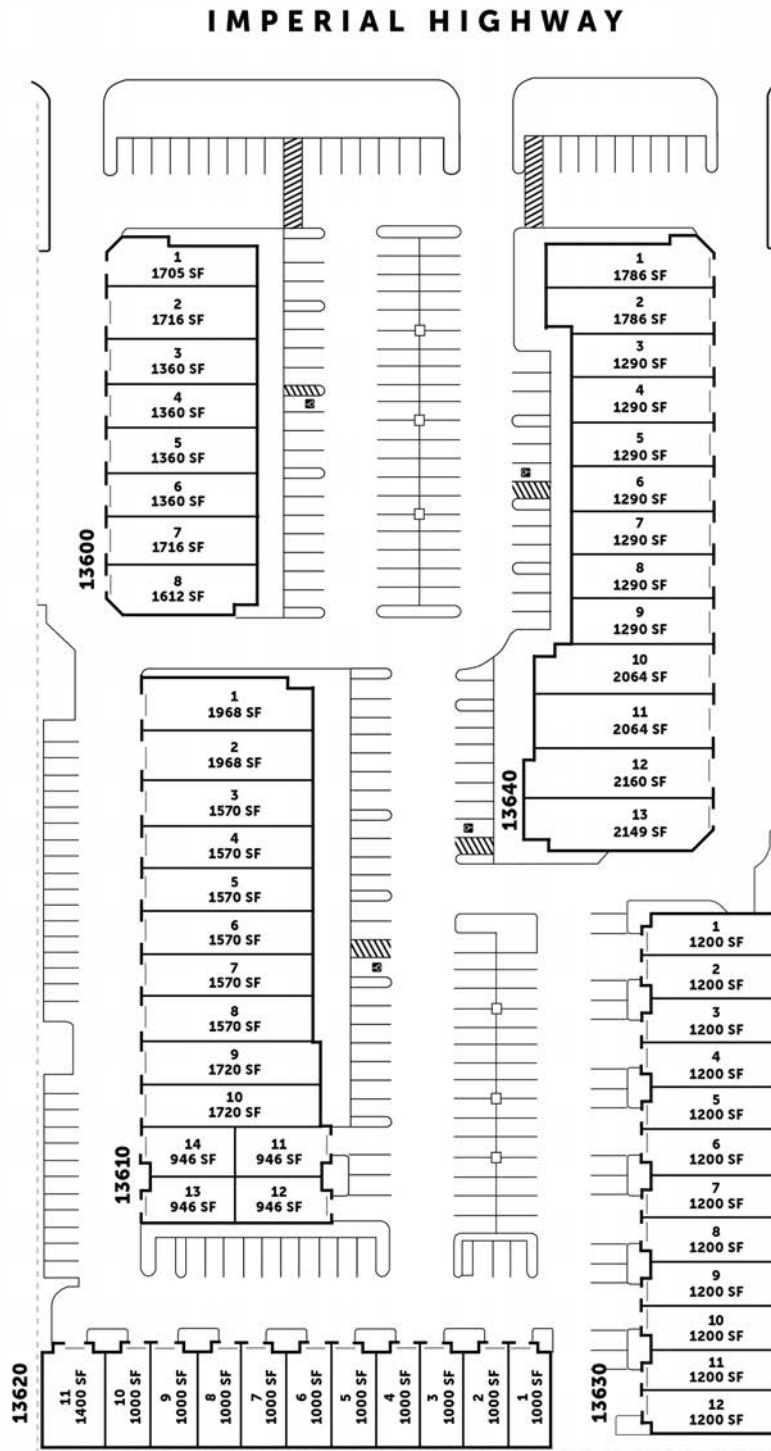 IMPERIAL HIGHWAY
13600
1
1705 SF
2
1716 SF
3
1360 SF
4
1360 SF
5
1360 SF
6
1360 SF
7
1716 SF
8
1612 SF
13640
1
1786 SF
2
1786 SF
3
1290 SF
4
1290 SF
5
1290 SF
6
1290 SF
7
1290 SF
8
1290 SF
9
1290 SF
10
2064 SF
11
2064 SF
12
2160 SF
13
2149 SF
13610
1
1968 SF
2
1968 SF
3
1570 SF
4
1570 SF
5
1570 SF
6
1570 SF
7
1570 SF
8
1570 SF
9
1720 SF
10
1720 SF
14
946 SF
11
946 SF
13
946 SF
12
946 SF
13630
1
1200 SF
2
1200 SF
3
1200 SF
4
1200 SF
5
1200 SF
6
1200 SF
7
1200 SF
8
1200 SF
9
1200 SF
10
1200 SF
11
1200 SF
12
1200 SF
13620
11
1400 SF
10
1000 SF
9
1000 SF
8
1000 SF
7
1000 SF
6
1000 SF
5
1000 SF
4
1000 SF
3
1000 SF
2
1000 SF
1
1000 SF